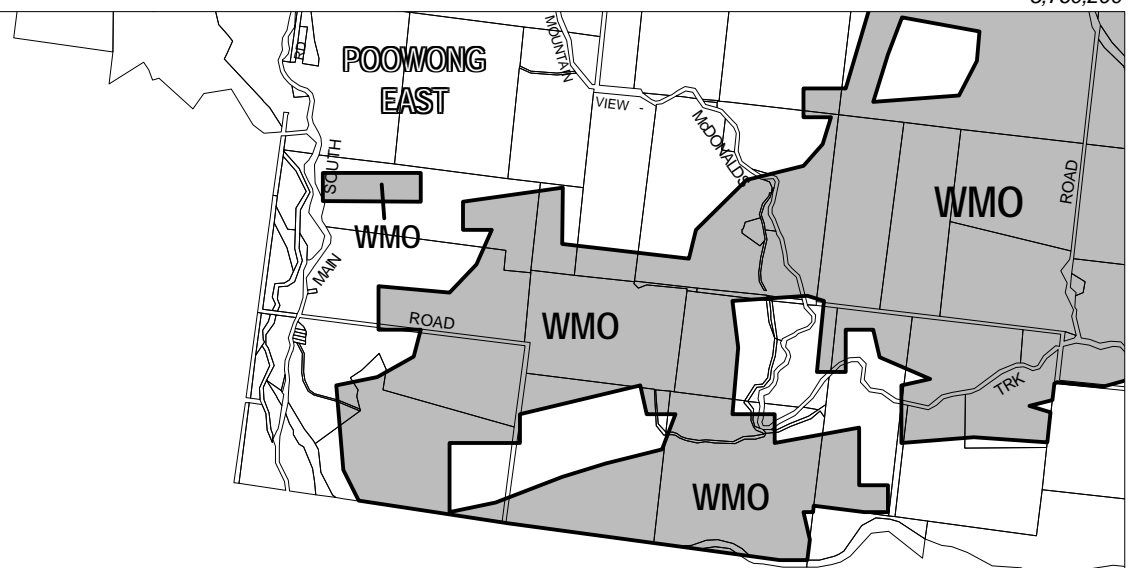 RD
POOWONG
EAST
MOUNTAIN
VIEW -
McDONALDS
SOUTH
WMO
WMO
ROAD
MAIN
ROAD
WMO
TRK
WMO